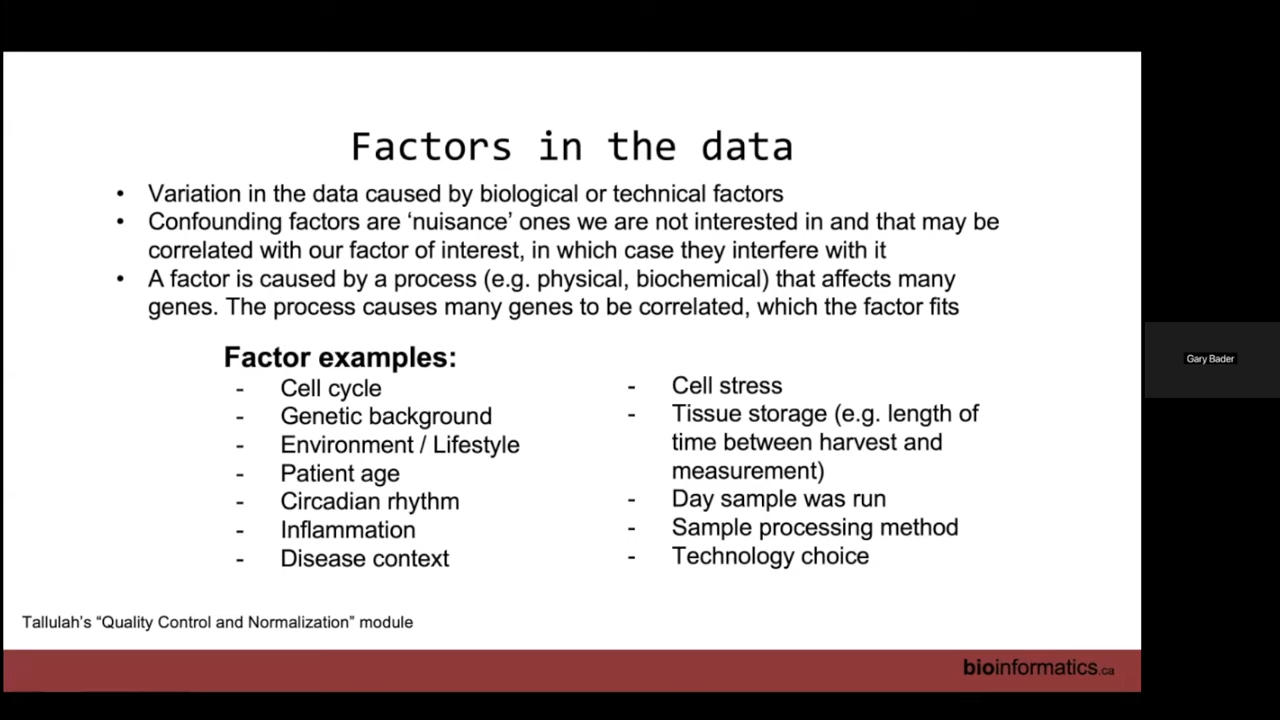 Factors in the data
• Variation in the data caused by biological or technical factors
• Confounding factors are ‘nuisance’ ones we are not interested in and that may be
correlated with our factor of interest, in which case they interfere with it
• A factor is caused by a process (e.g. physical, biochemical) that affects many
genes. The process causes many genes to be correlated, which the factor fits
Factor examples:
- Cell cycle
- Genetic background
- Environment / Lifestyle
- Patient age
- Circadian rhythm
- Inflammation
- Disease context
- Cell stress
- Tissue storage (e.g. length of
time between harvest and
measurement)
- Day sample was run
- Sample processing method
- Technology choice
Tallulah’s “Quality Control and Normalization” module
bioinformatics.ca
Gary Bader